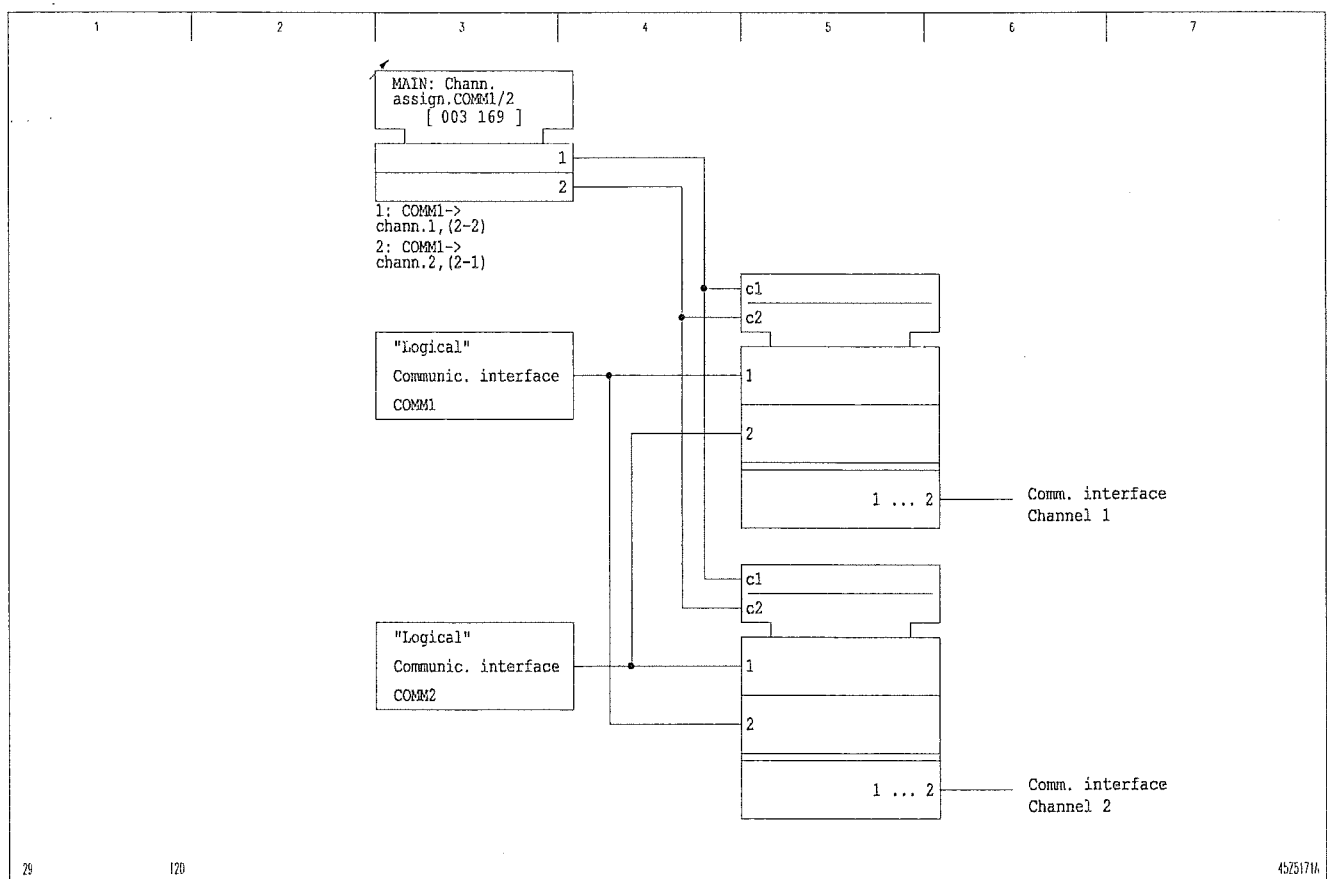 1 2 3 4 5 6 7
MAIN: Chann.
assign.COMM1/2
[ 003 169 ]
1
2
1: COMM1->
chann.1,(2-2)
2: COMM1->
chann.2,(2-1)
c1
c2
"Logical"
Communic. interface
COMM1
1
2
1 ... 2
Comm. interface
Channel 1
c1
c2
"Logical"
Communic. interface
COMM2
1
2
1 ... 2
Comm. interface
Channel 2
29
120
45Z5171A